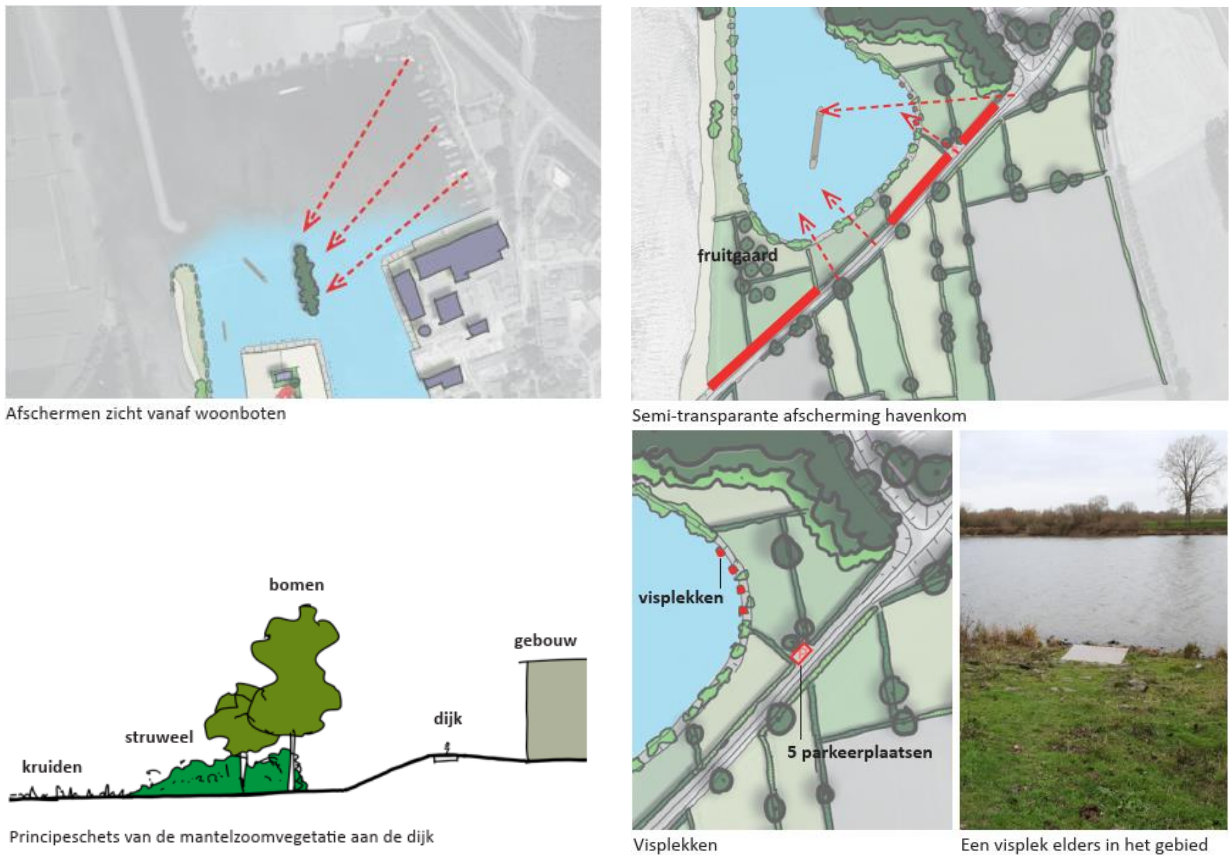 Afschermen zicht vanaf woonboten
fruitgaard
Semi-transparante afscherming havenkom
bomen
gebouw
struweel
dijk
kruiden
Principeschets van de mantelzoomvegetatie aan de dijk
visplekken
5 parkeerplaatsen
Visplekken
Een visplek elders in het gebied